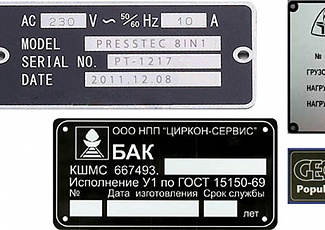 AC 230 V ~ 50/60 Hz 10 A
MODEL PRESSTEC 8IN1
SERIAL NO. PT-1217
DATE 2011.12.08
ООО НПП "ЦИРКОН-СЕРВИС"
БАК
КШМС 667493.
Исполнение У1 по ГОСТ 15150-69
№ Дата изготовления Срок службы
лет
№
ГРУЗО
НАГРУ
НАГРУ
GEO
Popul